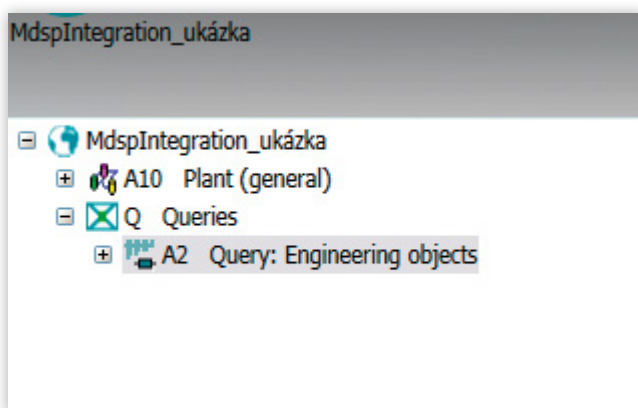 MdspIntegration_ukázka
MdspIntegration_ukázka
A10 Plant (general)
Q Queries
A2 Query: Engineering objects